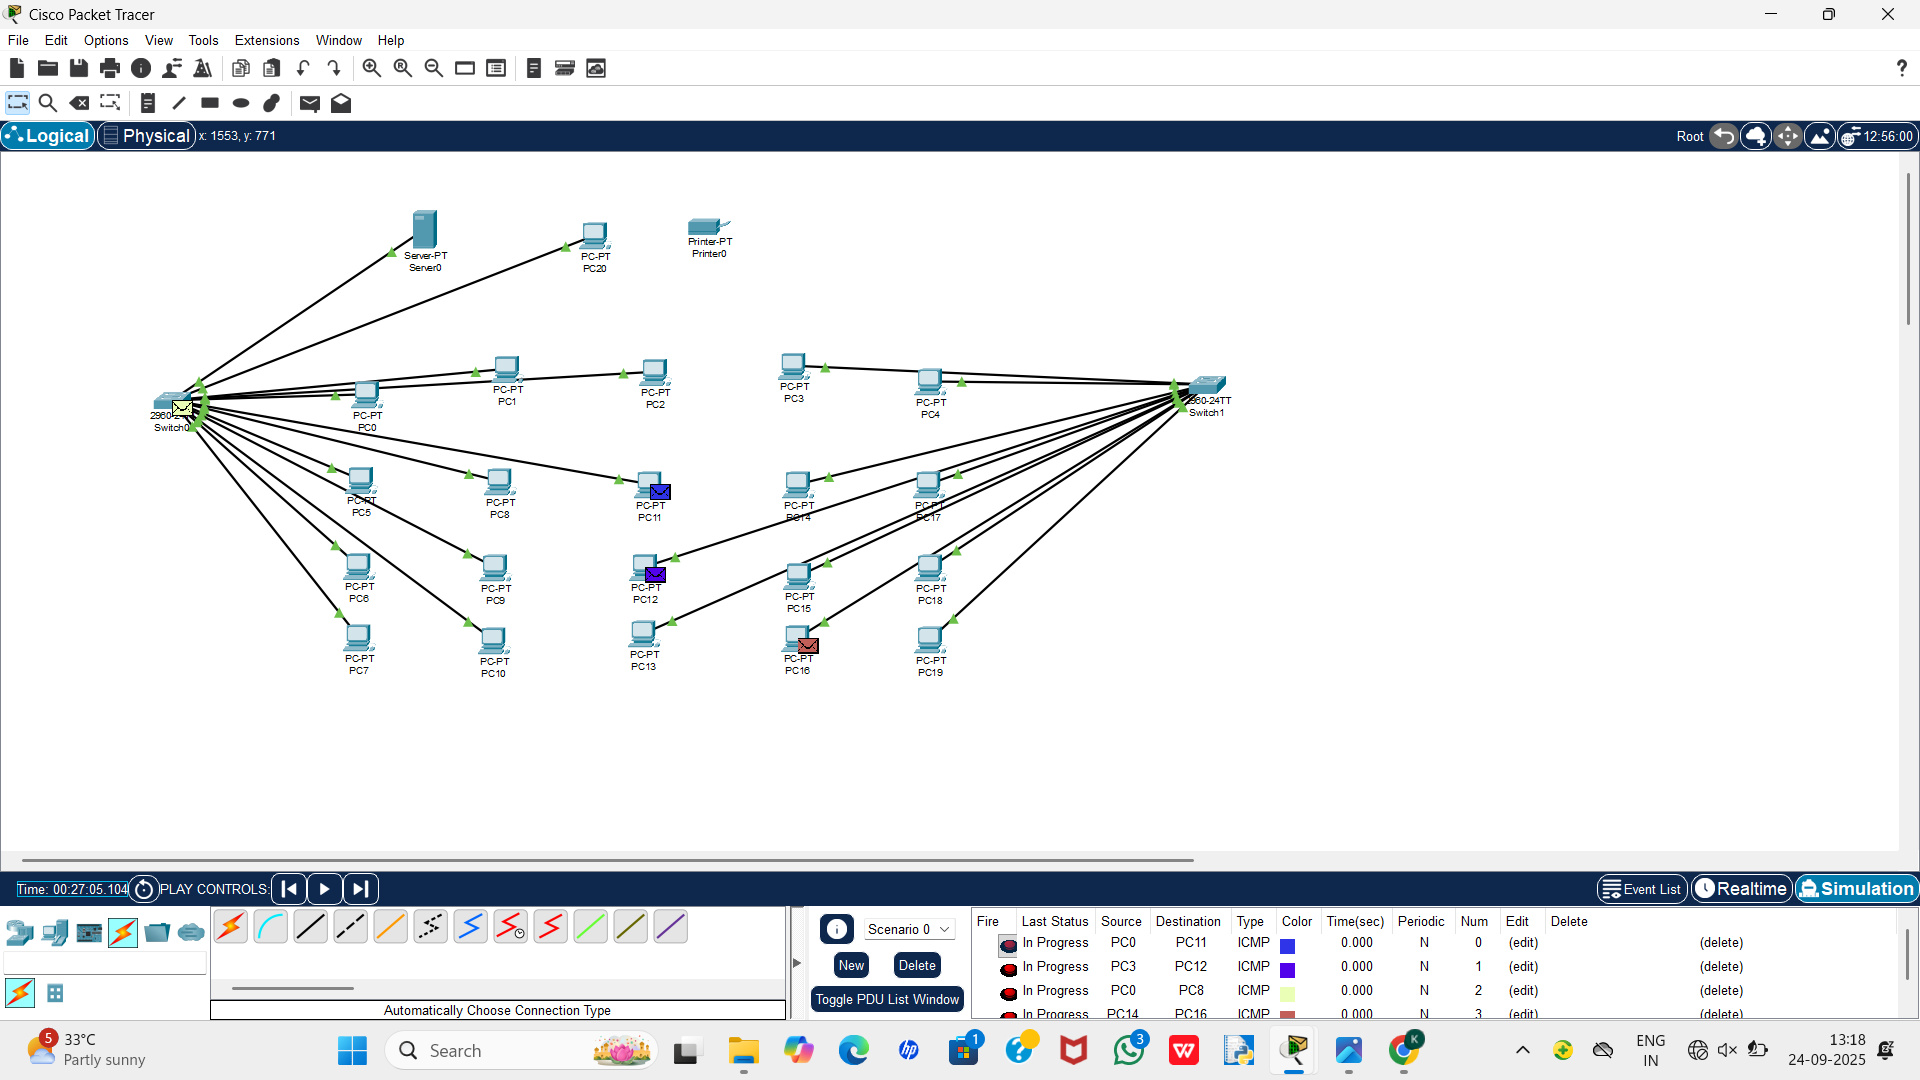 Cisco Packet Tracer
File Edit Options View Tools Extensions Window Help
Logical Physical x: 1553, y: 771 Root 12:56:00
Server-PT
Server0
PC-PT
PC20
Printer-PT
Printer0
PC-PT
PC1
PC-PT
PC2
PC-PT
PC3
PC-PT
PC4
PC-PT
PC0
Switch0
960-24TT
Switch1
PC-PT
PC5
PC-PT
PC8
PC-PT
PC11
PC-PT
PC14
PC-PT
PC17
PC-PT
PC6
PC-PT
PC9
PC-PT
PC12
PC-PT
PC15
PC-PT
PC18
PC-PT
PC7
PC-PT
PC10
PC-PT
PC13
PC-PT
PC16
PC-PT
PC19
Time: 00:27:05.104 PLAY CONTROLS: Event List Realtime Simulation
Scenario 0
New Delete
Toggle PDU List Window
Automatically Choose Connection Type
Fire Last Status Source Destination Type Color Time(sec) Periodic Num Edit Delete
In Progress PC0 PC11 ICMP 0.000 N 0 (edit) (delete)
In Progress PC3 PC12 ICMP 0.000 N 1 (edit) (delete)
In Progress PC0 PC8 ICMP 0.000 N 2 (edit) (delete)
In Progress PC14 PC16 ICMP 0.000 N 3 (edit) (delete)
5
33°C
Partly sunny
Search
1
3
K
ENG
IN
13:18
24-09-2025